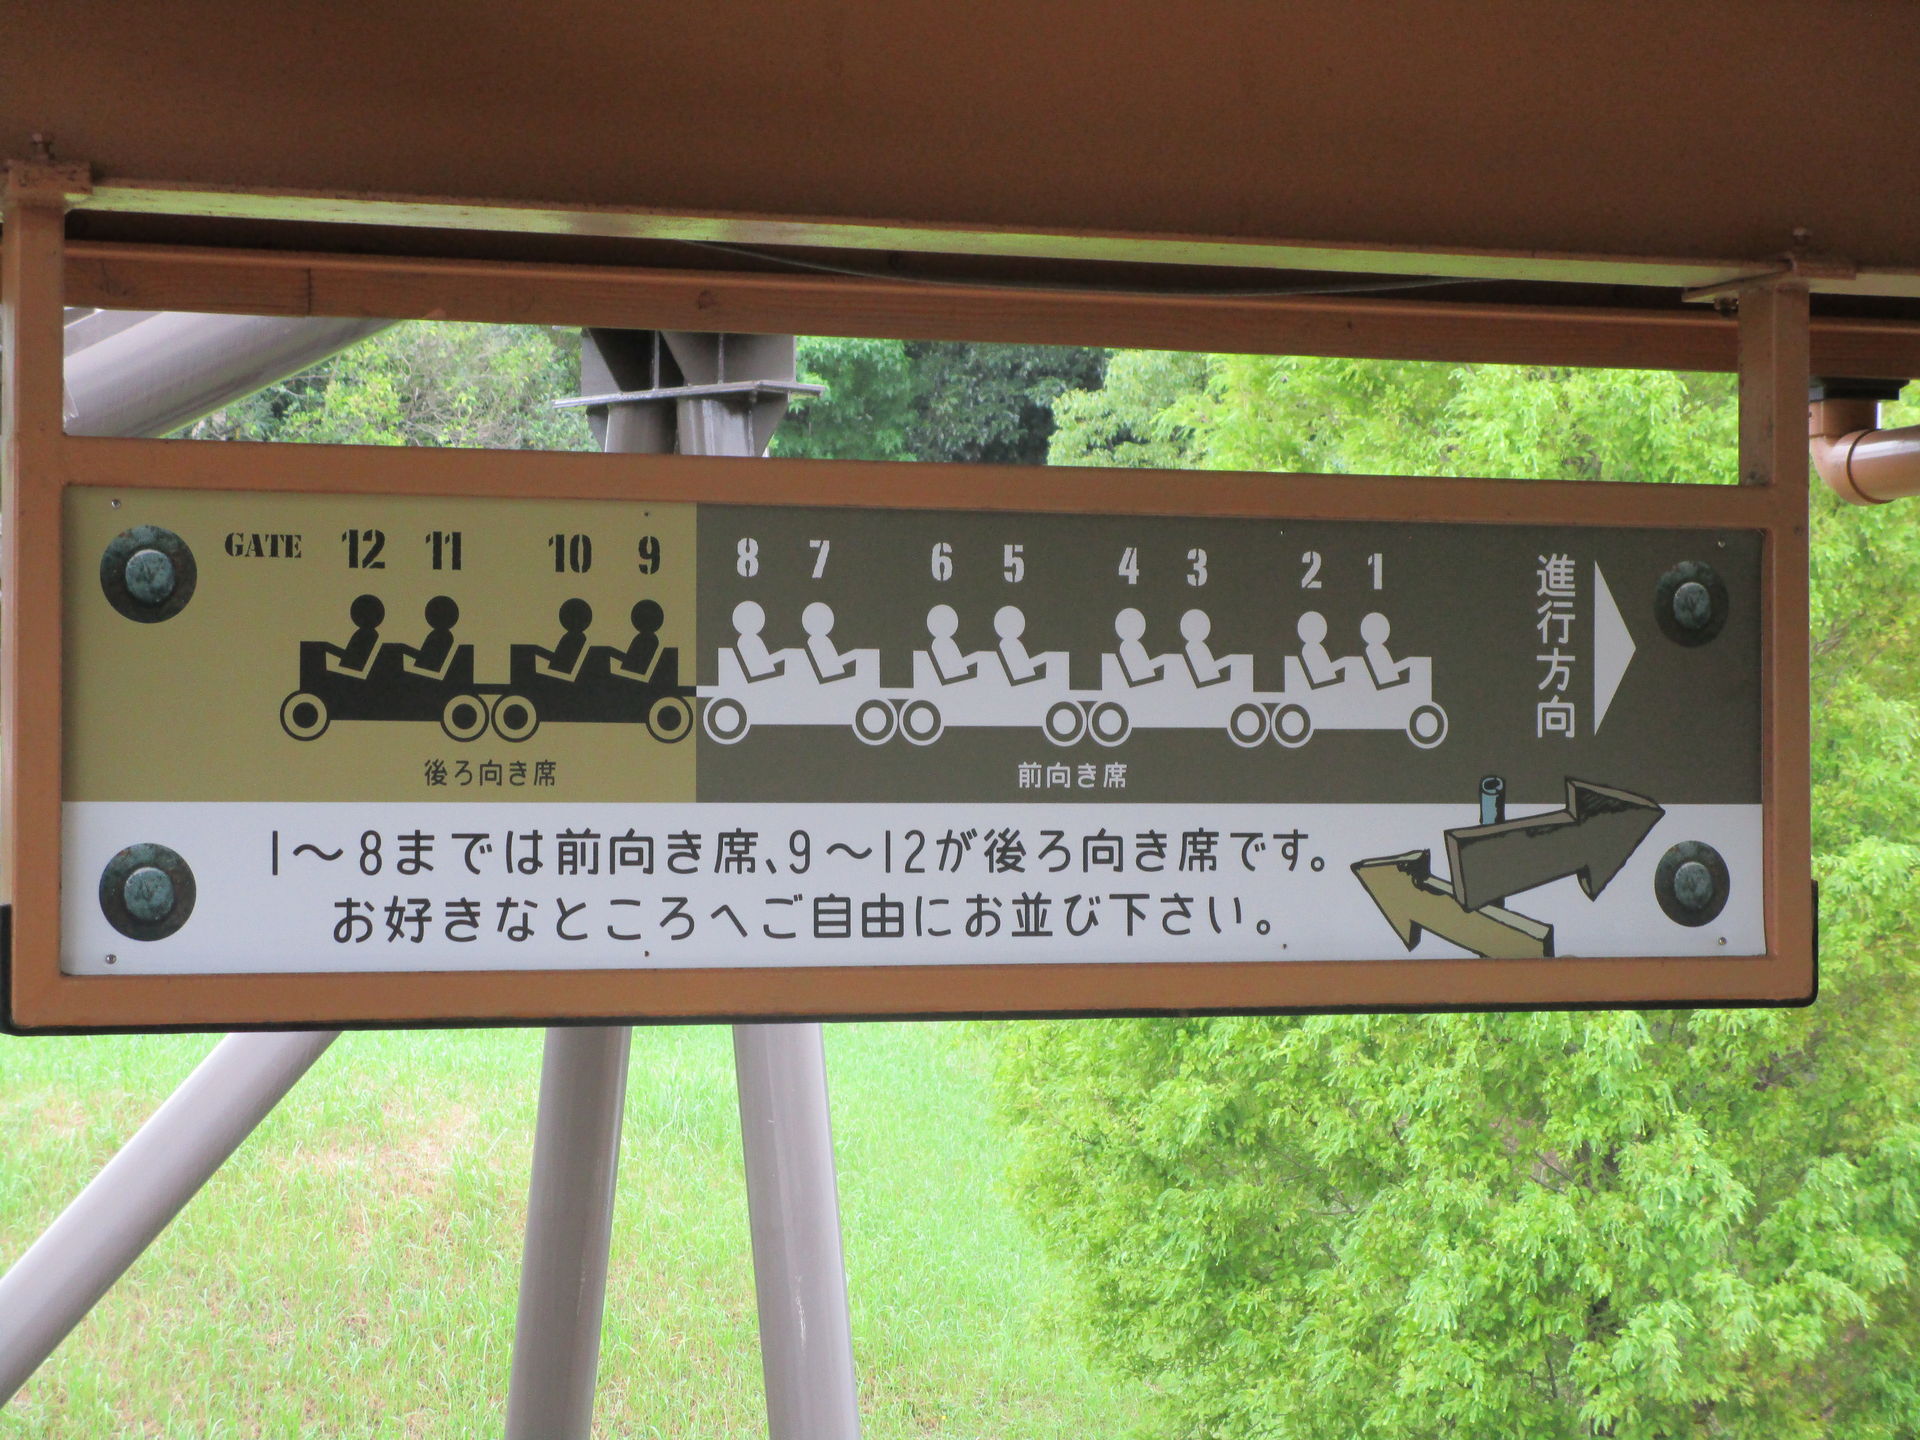 GATE 12 11 10 9 8 7 6 5 4 3 2 1
進行方向
後ろ向き席 前向き席
1～8までは前向き席、9～12が後ろ向き席です。
お好きなところへご自由にお並び下さい。